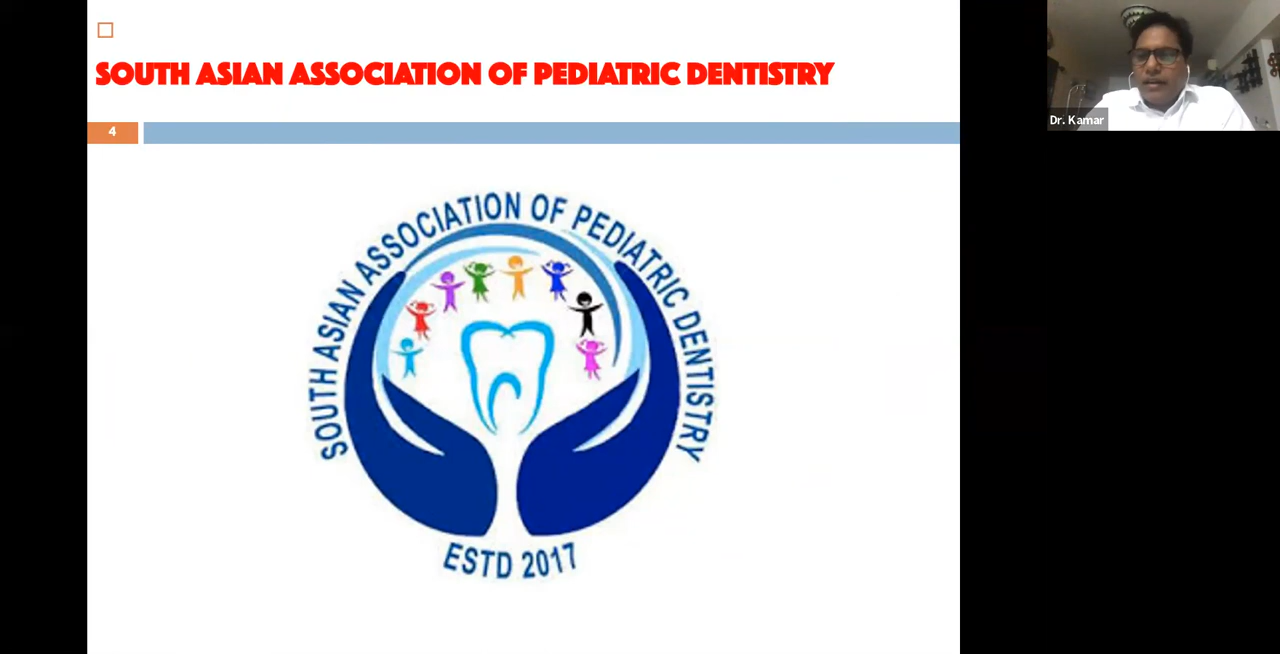 SOUTH ASIAN ASSOCIATION OF PEDIATRIC DENTISTRY
4
SOUTH ASIAN ASSOCIATION OF PEDIATRIC DENTISTRY
ESTD 2017
Dr. Kamar